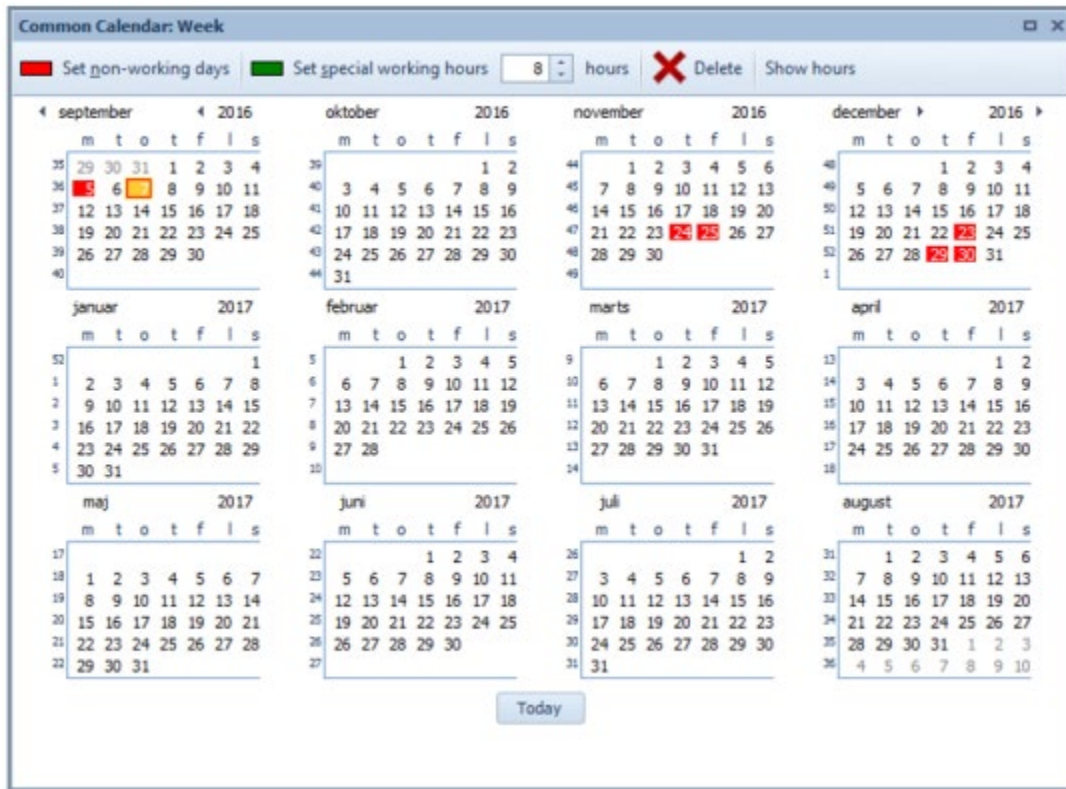 Common Calendar: Week
Set non-working days Set special working hours 8 hours Delete Show hours
september 2016 oktober 2016 november 2016 december 2016
m t o t f l s m t o t f l s m t o t f l s m t o t f l s
35 29 30 31 1 2 3 4 39 1 2 44 1 2 3 4 5 6 48 1 2 3 4
36 5 6 7 8 9 10 11 40 3 4 5 6 7 8 9 45 7 8 9 10 11 12 13 49 5 6 7 8 9 10 11
37 12 13 14 15 16 17 18 41 10 11 12 13 14 15 16 46 14 15 16 17 18 19 20 50 12 13 14 15 16 17 18
38 19 20 21 22 23 24 25 42 17 18 19 20 21 22 23 47 21 22 23 24 25 26 27 51 19 20 21 22 23 24 25
39 26 27 28 29 30 43 24 25 26 27 28 29 30 48 28 29 30 52 26 27 28 29 30 31
40 44 31 49 1
januar 2017 februar 2017 marts 2017 april 2017
m t o t f l s m t o t f l s m t o t f l s m t o t f l s
52 1 5 1 2 3 4 5 9 1 2 3 4 5 13 1 2
1 2 3 4 5 6 7 8 6 6 7 8 9 10 11 12 10 6 7 8 9 10 11 12 14 3 4 5 6 7 8 9
2 9 10 11 12 13 14 15 7 13 14 15 16 17 18 19 11 13 14 15 16 17 18 19 15 10 11 12 13 14 15 16
3 16 17 18 19 20 21 22 8 20 21 22 23 24 25 26 12 20 21 22 23 24 25 26 16 17 18 19 20 21 22 23
4 23 24 25 26 27 28 29 9 27 28 13 27 28 29 30 31 17 24 25 26 27 28 29 30
5 30 31 10 14 18
maj 2017 juni 2017 juli 2017 august 2017
m t o t f l s m t o t f l s m t o t f l s m t o t f l s
17 22 1 2 3 4 26 1 2 31 1 2 3 4 5 6
18 1 2 3 4 5 6 7 23 5 6 7 8 9 10 11 27 3 4 5 6 7 8 9 32 7 8 9 10 11 12 13
19 8 9 10 11 12 13 14 24 12 13 14 15 16 17 18 28 10 11 12 13 14 15 16 33 14 15 16 17 18 19 20
20 15 16 17 18 19 20 21 25 19 20 21 22 23 24 25 29 17 18 19 20 21 22 23 34 21 22 23 24 25 26 27
21 22 23 24 25 26 27 28 26 26 27 28 29 30 30 24 25 26 27 28 29 30 35 28 29 30 31 1 2 3
22 29 30 31 27 31 31 36 4 5 6 7 8 9 10
Today